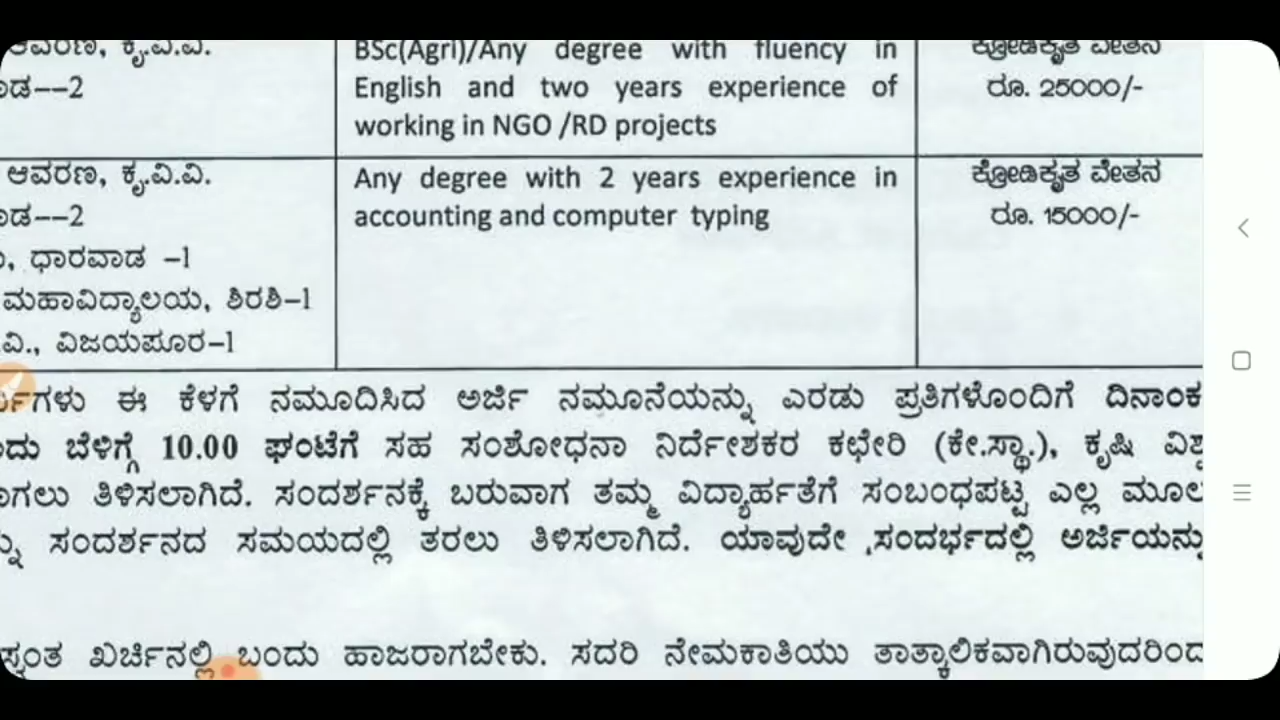 ಆವರಣ, ಕೃ.ವಿ.ವಿ.
BSc(Agri)/Any degree with fluency in
English and two years experience of
working in NGO /RD projects
ಕ್ರೋಡಿಕೃತ ವೇತನ
ರೂ. 25000/-
ಆವರಣ, ಕೃ.ವಿ.ವಿ.
ವಾಡ--2
, ಧಾರವಾಡ -1
ಮಹಾವಿದ್ಯಾಲಯ, ಶಿರಶಿ-1
.ವಿ., ವಿಜಯಪೂರ-1
Any degree with 2 years experience in
accounting and computer typing
ಕ್ರೋಡಿಕೃತ ವೇತನ
ರೂ. 15000/-
ಈ ಕೆಳಗೆ ನಮೂದಿಸಿದ ಅರ್ಜಿ ನಮೂನೆಯನ್ನು ಎರಡು ಪ್ರತಿಗಳೊಂದಿಗೆ ದಿನಾಂಕ
ಬೆಳಿಗ್ಗೆ 10.00 ಘಂಟೆಗೆ ಸಹ ಸಂಶೋಧನಾ ನಿರ್ದೇಶಕರ ಕಛೇರಿ (ಕೇ.ಸ್ಥಾ.), ಕೃಷಿ
ತಿಳಿಸಲಾಗಿದೆ. ಸಂದರ್ಶನಕ್ಕೆ ಬರುವಾಗ ತಮ್ಮ ವಿದ್ಯಾರ್ಹತೆಗೆ ಸಂಬಂಧಪಟ್ಟ ಎಲ್ಲ ಮೂಲ
ಸಂದರ್ಶನದ ಸಮಯದಲ್ಲಿ ತರಲು ತಿಳಿಸಲಾಗಿದೆ. ಯಾವುದೇ ಸಂದರ್ಭದಲ್ಲಿ ಅರ್ಜಿಯನ್ನು
ಸ್ವಂತ ಖರ್ಚಿನಲ್ಲಿ ಬಂದು ಹಾಜರಾಗಬೇಕು. ಸದರಿ ನೇಮಕಾತಿಯು ತಾತ್ಕಾಲಿಕವಾಗಿರುವುದರಿಂದ